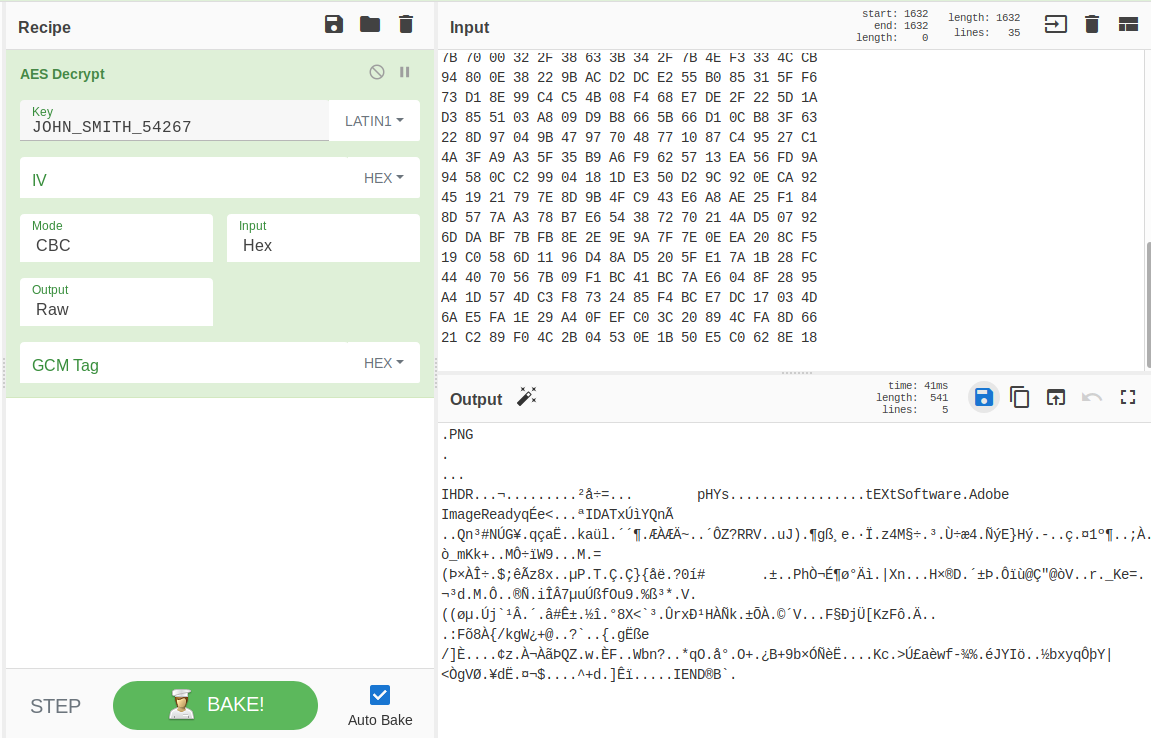 Recipe
AES Decrypt
Key
JOHN_SMITH_54267
LATIN1
IV
HEX
Mode
CBC
Input
Hex
Output
Raw
GCM Tag
HEX
STEP
BAKE!
Auto Bake
Input
start: 1632
end: 1632
length: 0
length: 1632
lines: 35
7B 70 00 32 2F 38 63 3B 34 2F 7B 4E F3 33 4C CB
94 80 0E 38 22 9B AC D2 DC E2 55 B0 85 31 5F F6
73 D1 8E 99 C4 C5 4B 08 F4 68 E7 DE 2F 22 5D 1A
D3 85 51 03 A8 09 D9 B8 66 5B 66 D1 0C B8 3F 63
22 8D 97 04 9B 47 97 70 48 77 10 87 C4 95 27 C1
4A 3F A9 A3 5F 35 B9 A6 F9 62 57 13 EA 56 FD 9A
94 58 0C C2 99 04 18 1D E3 50 D2 9C 92 0E CA 92
45 19 21 79 7E 8D 9B 4F C9 43 E6 A8 AE 25 F1 84
8D 57 7A A3 78 B7 E6 54 38 72 70 21 4A D5 07 92
6D DA BF 7B FB 8E 2E 9E 9A 7F 7E 0E EA 20 8C F5
19 C0 58 6D 11 96 D4 8A D5 20 5F E1 7A 1B 28 FC
44 40 70 56 7B 09 F1 BC 41 BC 7A E6 04 8F 28 95
A4 1D 57 4D C3 F8 73 24 85 F4 BC E7 DC 17 03 4D
6A E5 FA 1E 29 A4 0F EF C0 3C 20 89 4C FA 8D 66
21 C2 89 F0 4C 2B 04 53 0E 1B 50 E5 C0 62 8E 18
Output
time: 41ms
length: 541
lines: 5
.PNG
.
...
IHDR...¬.........²å÷=... pHYs.................tEXtSoftware.Adobe
ImageReadyqÉe<...ªIDATxÚìYQnÃ
..Qn³#NÚG¥.qçaË..kaül.´´¶.ÆÀÆÄ~..´ÔZ?RRV..uJ).¶gß¸e.·Ï.z4M§÷.³.Ù÷æ4.ÑýE}Hý.-..ç.¤1º¶..;À.
ò_mKk+..MÔ÷ïW9...M.=
(Þ×ÀÎ÷.$;êÃz8x..µP.T.Ç.Ç}{åë.?0í# .±..PhÒ¬É¶ø°Äì.|Xn...H×®D.´±Þ.Ôïù@Ç"@òV..r._Ke=.
¬³d.M.Ô..®Ñ.iÎÂ7µuÚßfOu9.%ß³*.V.
((øµ.Új`¹Â.´.â#Ê±.½î.°8X<`³.ÛrxÐ¹HÀÑk.±ÕÀ.©´V...F§ÐjÜ[KzFô.Ä..
.:Fõ8À{/kgW¿+@..?`..{.gËße
/]È....¢z.À¬ÀãÞQZ.w.ÈF..Wbn?..*qO.å°.O+.¿B+9b×ÓÑèË....Kc.>Ú£aèwf-¾%.éJYIö..½bxyqÔþY|
<ÒgVØ.¥dË.¤¬$....^+d.]Êï.....IEND®B`.